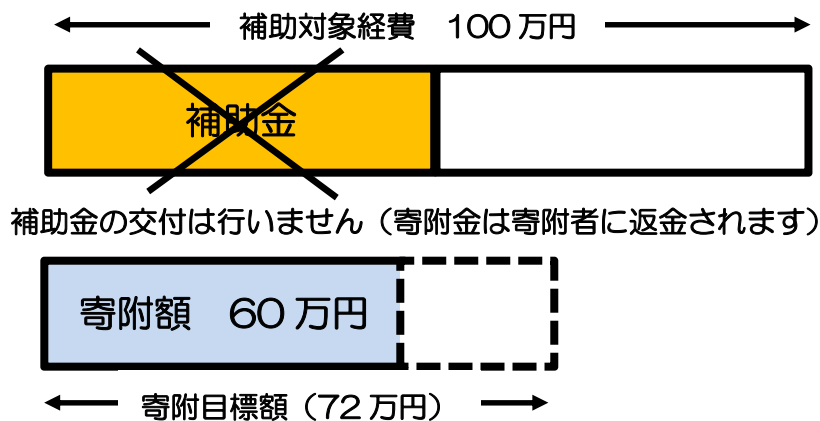 補助対象経費　100万円
補助金
補助金の交付は行いません（寄附金は寄附者に返金されます）
寄附額　60万円
寄附目標額（72万円）